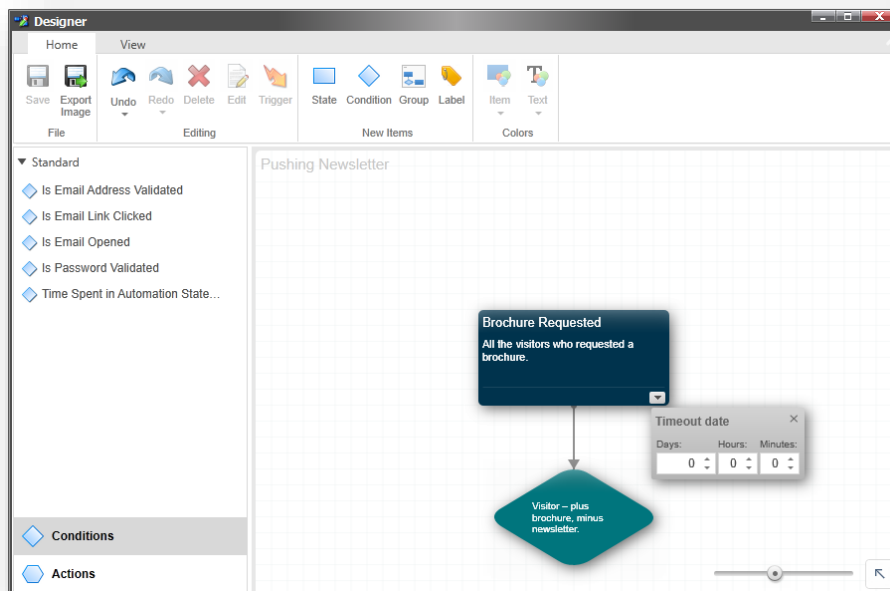 Designer
Home View
Save
Export
Image
Undo
Redo
Delete
Edit
Trigger
State
Condition
Group
Label
Item
Text
File
Editing
New Items
Colors
Standard
Is Email Address Validated
Is Email Link Clicked
Is Email Opened
Is Password Validated
Time Spent in Automation State...
Conditions
Actions
Pushing Newsletter
Brochure Requested
All the visitors who requested a
brochure.
Timeout date
Days: Hours: Minutes:
0 0 0
Visitor – plus
brochure, minus
newsletter.